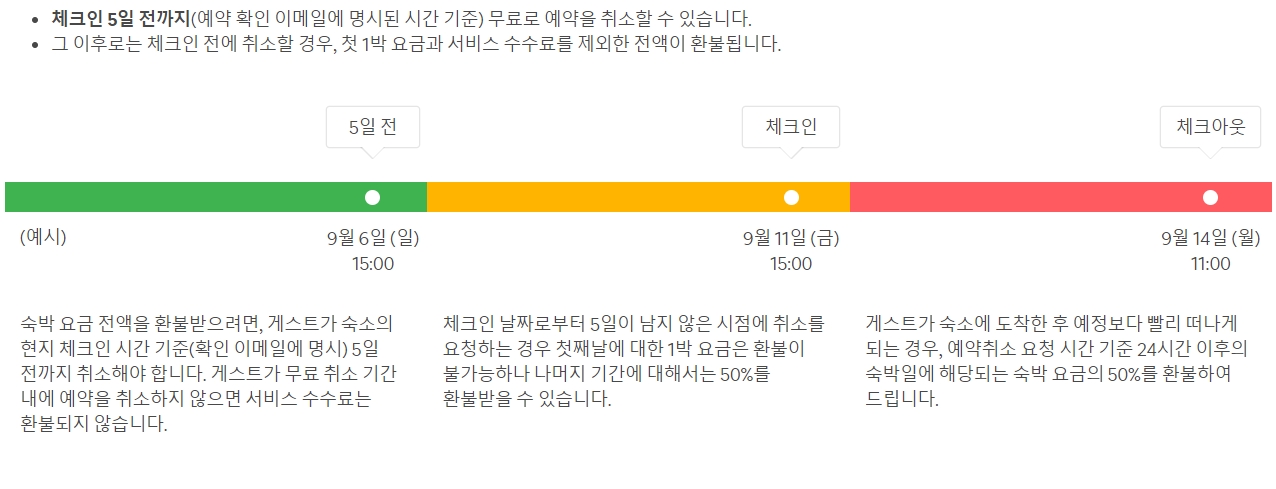 • 체크인 5일 전까지(예약 확인 이메일에 명시된 시간 기준) 무료로 예약을 취소할 수 있습니다.
• 그 이후로는 체크인 전에 취소할 경우, 첫 1박 요금과 서비스 수수료를 제외한 전액이 환불됩니다.
5일 전
체크인
체크아웃
(예시)
9월 6일 (일)
15:00
9월 11일 (금)
15:00
9월 14일 (월)
11:00
숙박 요금 전액을 환불받으려면, 게스트가 숙소의
현지 체크인 시간 기준(확인 이메일에 명시) 5일
전까지 취소해야 합니다. 게스트가 무료 취소 기간
내에 예약을 취소하지 않으면 서비스 수수료는
환불되지 않습니다.
체크인 날짜로부터 5일이 남지 않은 시점에 취소를
요청하는 경우 첫째날에 대한 1박 요금은 환불이
불가능하나 나머지 기간에 대해서는 50%를
환불받을 수 있습니다.
게스트가 숙소에 도착한 후 예정보다 빨리 떠나게
되는 경우, 예약취소 요청 시간 기준 24시간 이후의
숙박일에 해당되는 숙박 요금의 50%를 환불하여
드립니다.